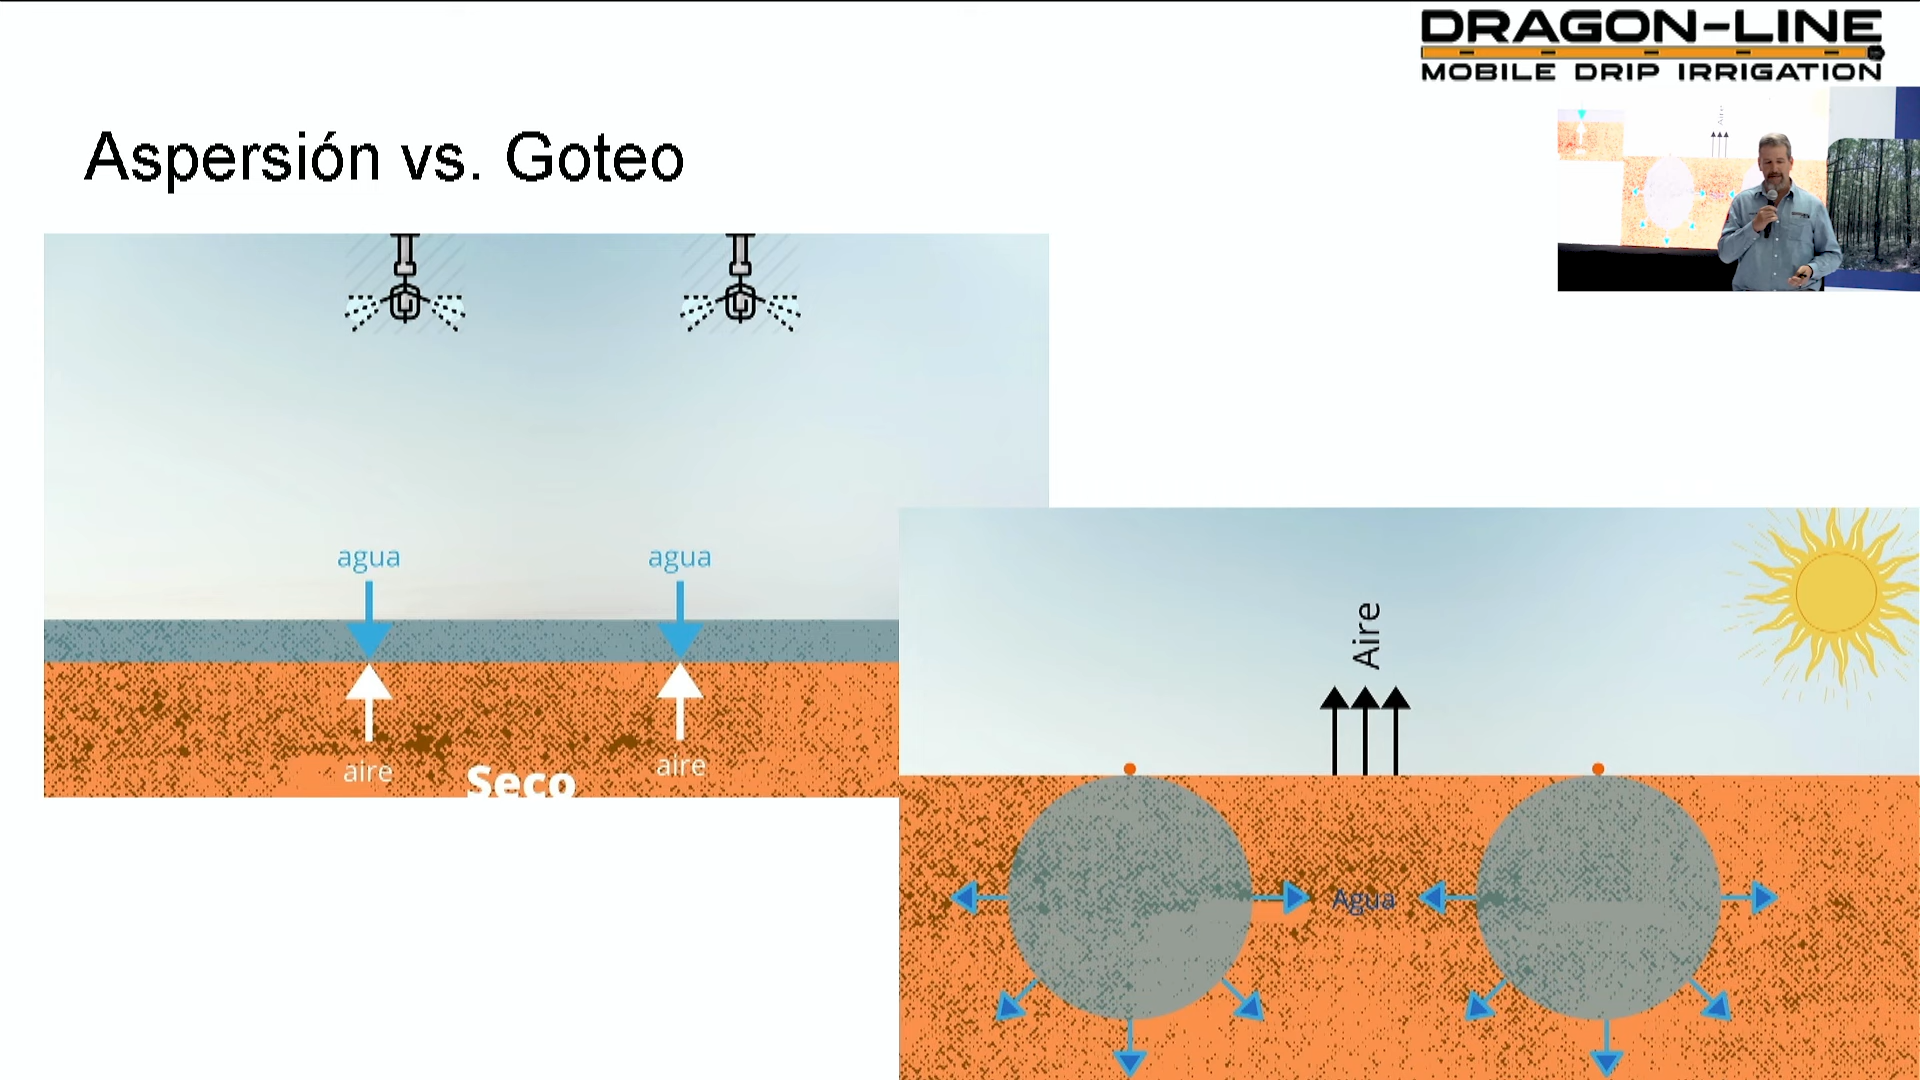 DRAGON-LINE
MOBILE DRIP IRRIGATION
Aspersión vs. Goteo
agua
agua
aire
aire
Seco
Aire
Agua